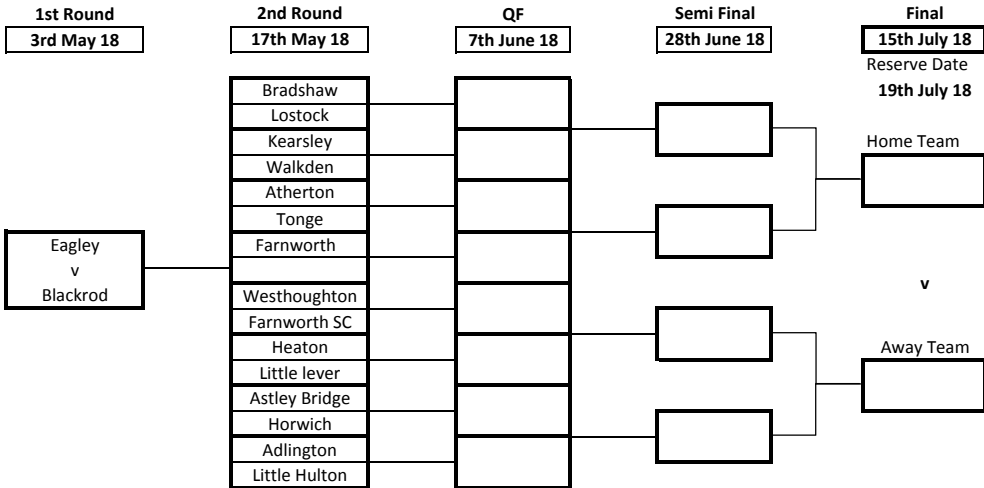 1st Round
3rd May 18
2nd Round
17th May 18
QF
7th June 18
Semi Final
28th June 18
Final
15th July 18
Reserve Date
19th July 18
Eagley
v
Blackrod
Bradshaw
Lostock
Kearsley
Walkden
Atherton
Tonge
Farnworth
Westhoughton
Farnworth SC
Heaton
Little lever
Astley Bridge
Horwich
Adlington
Little Hulton
Home Team
v
Away Team